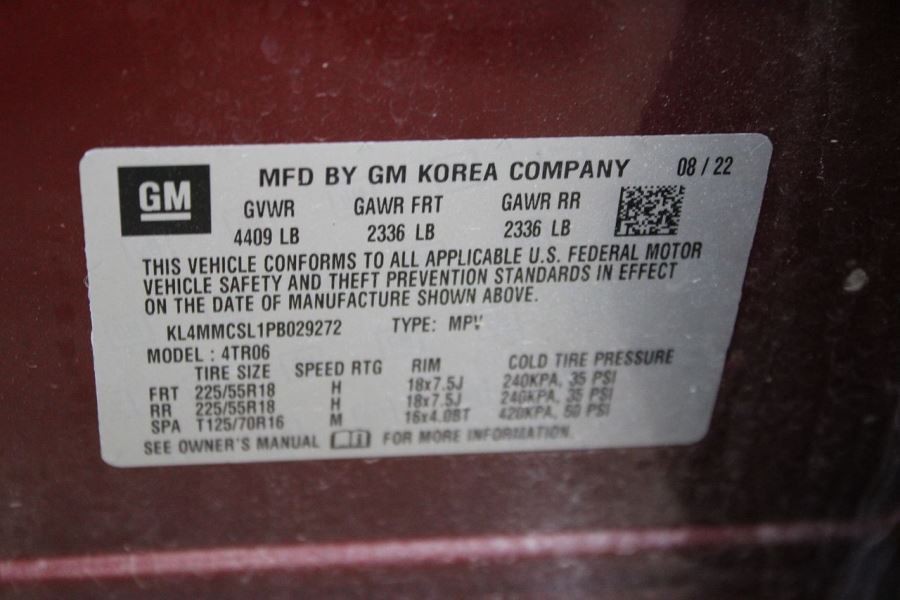 GM
MFD BY GM KOREA COMPANY 08 / 22
GVWR GAWR FRT GAWR RR
4409 LB 2336 LB 2336 LB
THIS VEHICLE CONFORMS TO ALL APPLICABLE U.S. FEDERAL MOTOR
VEHICLE SAFETY AND THEFT PREVENTION STANDARDS IN EFFECT
ON THE DATE OF MANUFACTURE SHOWN ABOVE.
KL4MMCSL1PB029272 TYPE: MPV
MODEL : 4TR06
TIRE SIZE SPEED RTG RIM COLD TIRE PRESSURE
FRT 225/55R18 H 18x7.5J 240KPA, 35 PSI
RR 225/55R18 H 18x7.5J 240KPA, 35 PSI
SPA T125/70R16 M 16x4.0BT 420KPA, 60 PSI
SEE OWNER'S MANUAL FOR MORE INFORMATION.